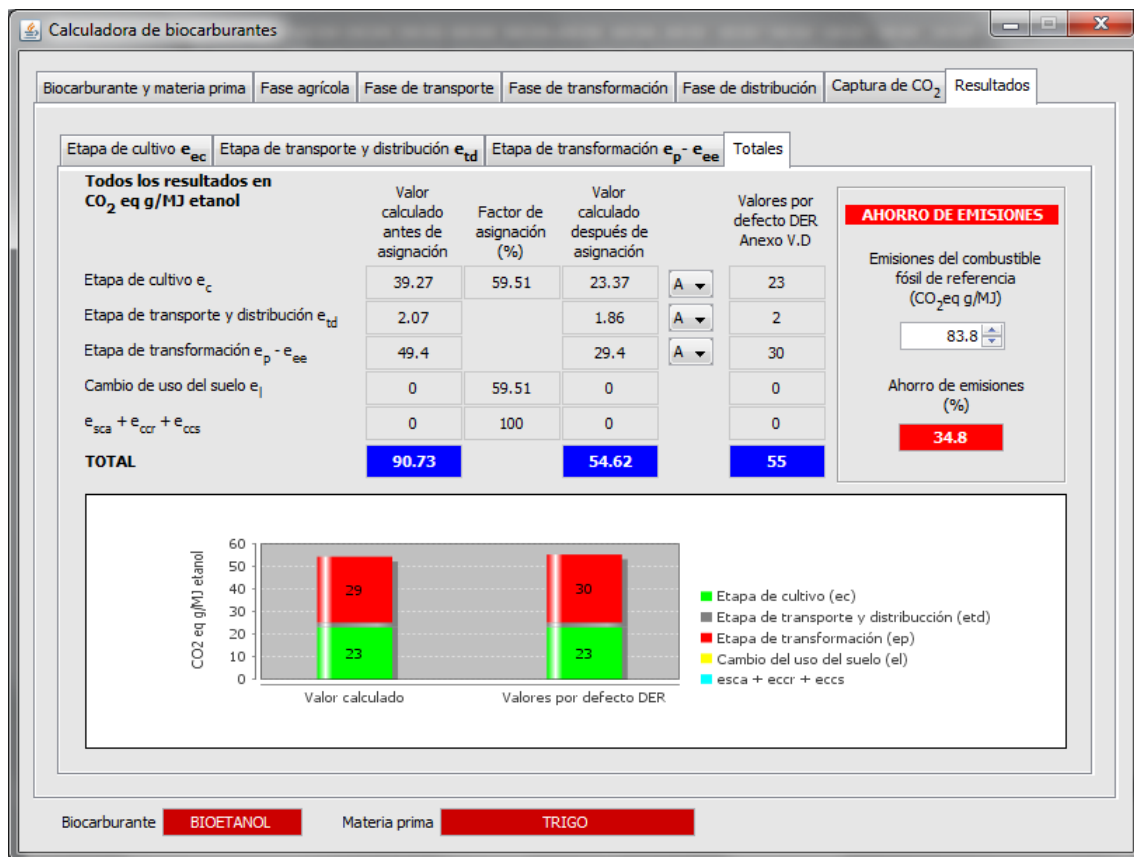 Calculadora de biocarburantes
Biocarburante y materia prima Fase agrícola Fase de transporte Fase de transformación Fase de distribución Captura de CO2 Resultados
Etapa de cultivo eec Etapa de transporte y distribución etd Etapa de transformación ep- eee Totales
Todos los resultados en
CO2 eq g/MJ etanol
Valor
calculado
antes de
asignación
Factor de
asignación
(%)
Valor
calculado
después de
asignación
Valores por
defecto DER
Anexo V.D
Etapa de cultivo ec 39.27 59.51 23.37 A 23
Etapa de transporte y distribución etd 2.07 1.86 A 2
Etapa de transformación ep - eee 49.4 29.4 A 30
Cambio de uso del suelo el 0 59.51 0 0
esca + eccr + eccs 0 100 0 0
TOTAL 90.73 54.62 55
AHORRO DE EMISIONES
Emisiones del combustible
fósil de referencia
(CO2eq g/MJ)
83.8
Ahorro de emisiones
(%)
34.8
CO2 eq g/MJ etanol
60
50
40
30
20
10
0
29
23
30
23
Valor calculado
Valores por defecto DER
Etapa de cultivo (ec)
Etapa de transporte y distribucción (etd)
Etapa de transformación (ep)
Cambio del uso del suelo (el)
esca + eccr + eccs
Biocarburante BIOETANOL Materia prima TRIGO